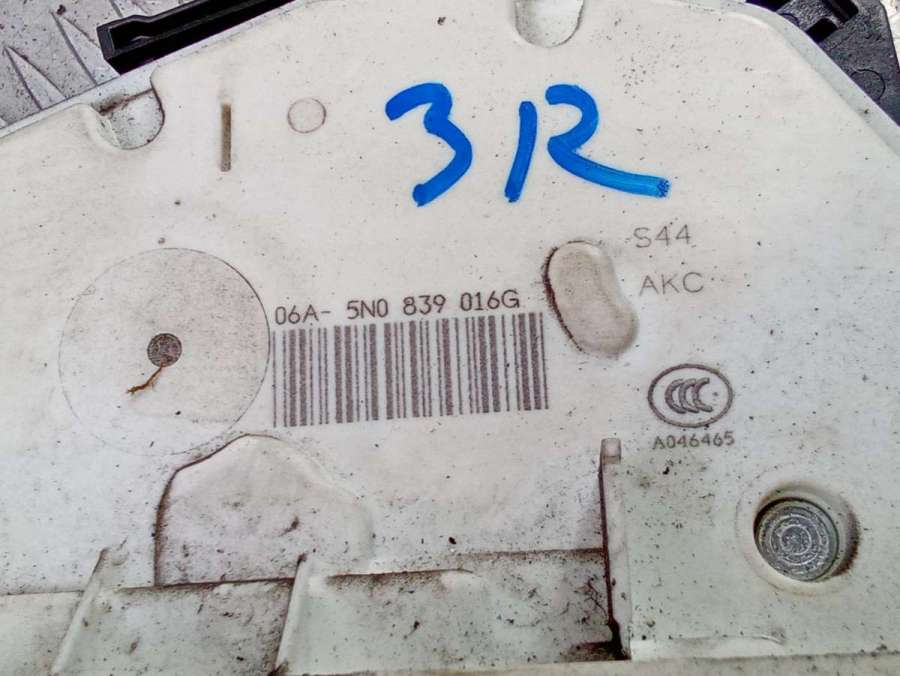 3R
S44
AKC
06A- 5N0 839 016G
CCC
A046465